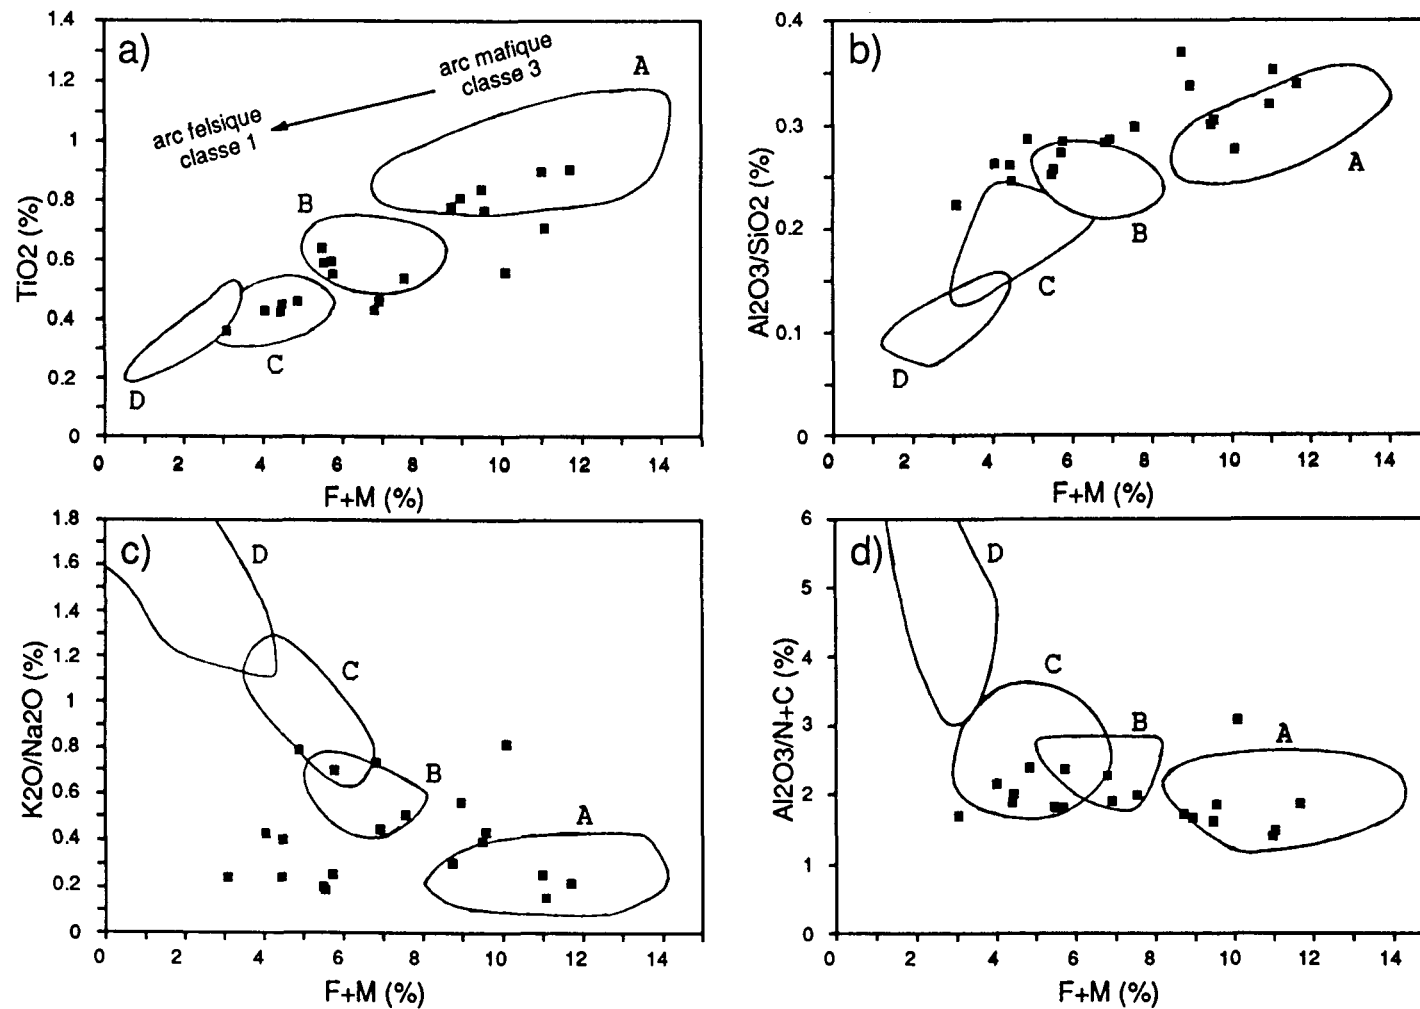 a)
arc mafique
classe 3
arc felsique
classe 1
A
B
C
D
TiO2 (%)
1.4
1.2
1
0.8
0.6
0.4
0.2
0
0 2 4 6 8 10 12 14
F+M (%)
b)
A
B
C
D
Al2O3/SiO2 (%)
0.4
0.3
0.2
0.1
0
0 2 4 6 8 10 12 14
F+M (%)
c)
D
C
B
A
K2O/Na2O (%)
1.8
1.6
1.4
1.2
1
0.8
0.6
0.4
0.2
0
0 2 4 6 8 10 12 14
F+M (%)
d)
D
C
B
A
Al2O3/N+C (%)
6
5
4
3
2
1
0
0 2 4 6 8 10 12 14
F+M (%)